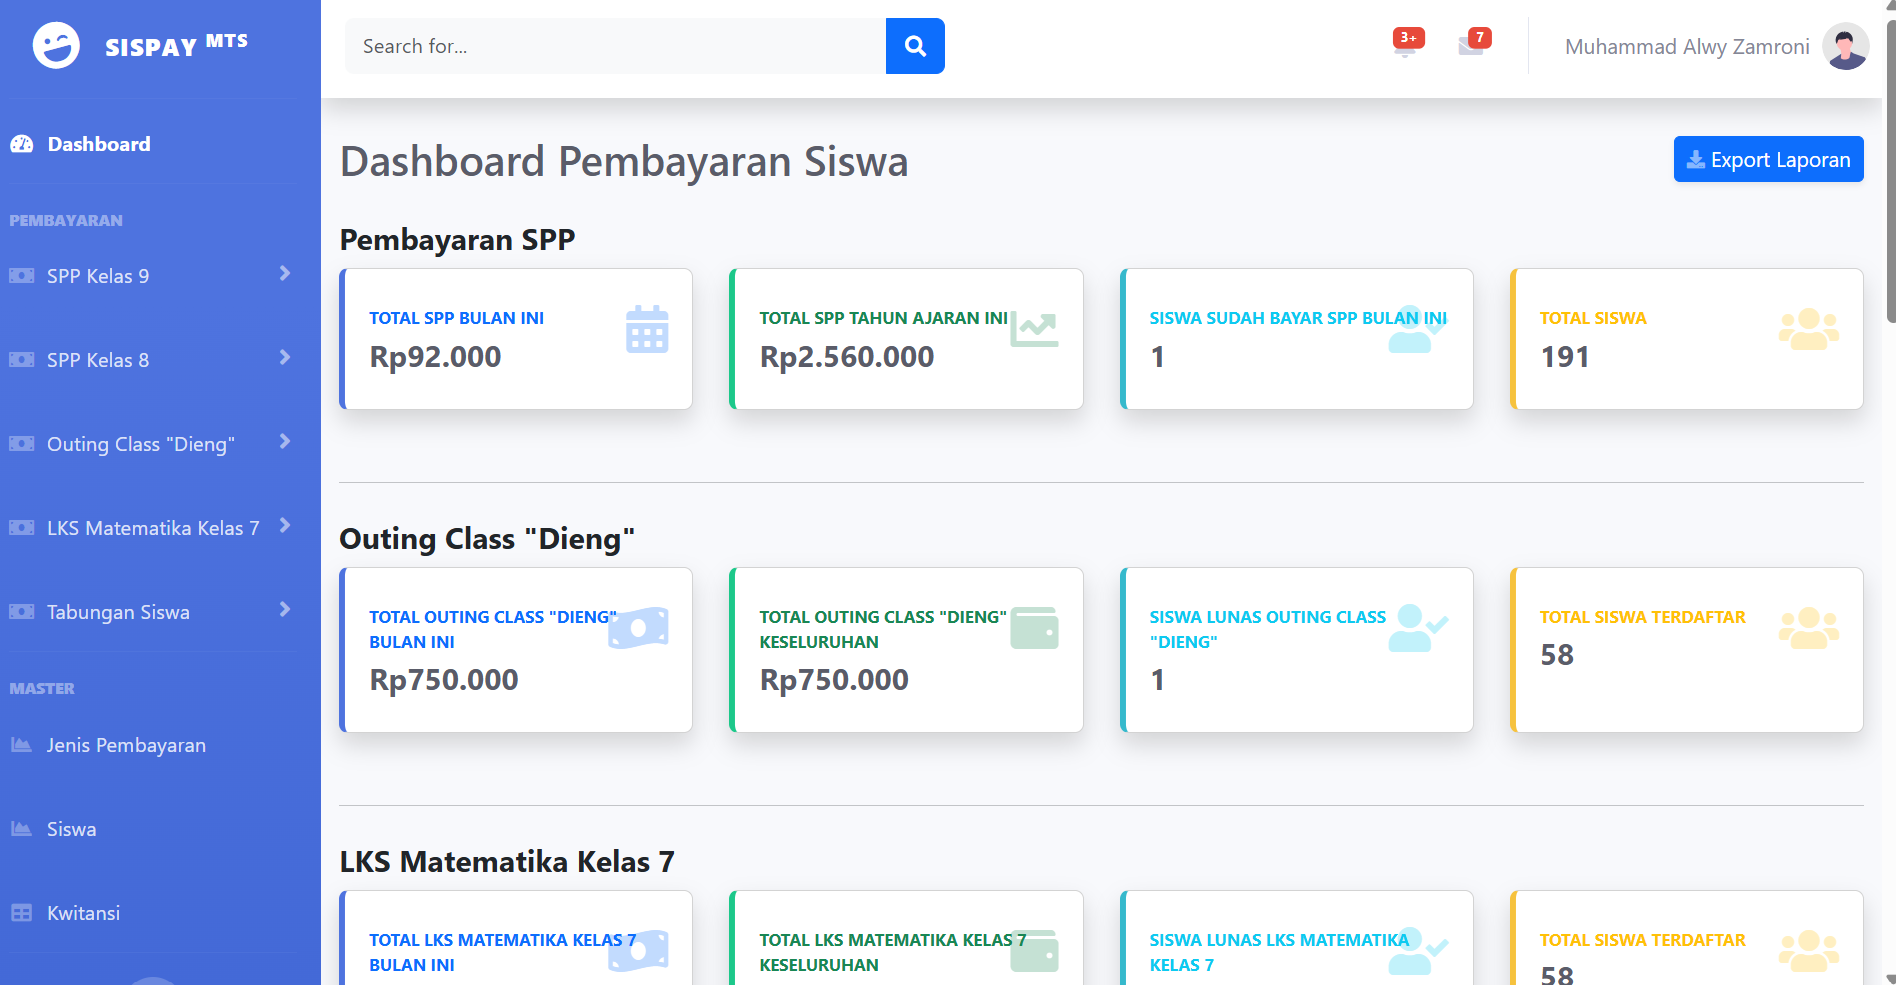 SISPAY MTS
Dashboard
PEMBAYARAN
SPP Kelas 9
SPP Kelas 8
Outing Class "Dieng"
LKS Matematika Kelas 7
Tabungan Siswa
MASTER
Jenis Pembayaran
Siswa
Kwitansi
Search for...
3+
7
Muhammad Alwy Zamroni
Dashboard Pembayaran Siswa
Export Laporan
Pembayaran SPP
TOTAL SPP BULAN INI
Rp92.000
TOTAL SPP TAHUN AJARAN INI
Rp2.560.000
SISWA SUDAH BAYAR SPP BULAN INI
1
TOTAL SISWA
191
Outing Class "Dieng"
TOTAL OUTING CLASS "DIENG"
BULAN INI
Rp750.000
TOTAL OUTING CLASS "DIENG"
KESELURUHAN
Rp750.000
SISWA LUNAS OUTING CLASS
"DIENG"
1
TOTAL SISWA TERDAFTAR
58
LKS Matematika Kelas 7
TOTAL LKS MATEMATIKA KELAS 7
BULAN INI
TOTAL LKS MATEMATIKA KELAS 7
KESELURUHAN
SISWA LUNAS LKS MATEMATIKA
KELAS 7
TOTAL SISWA TERDAFTAR
58